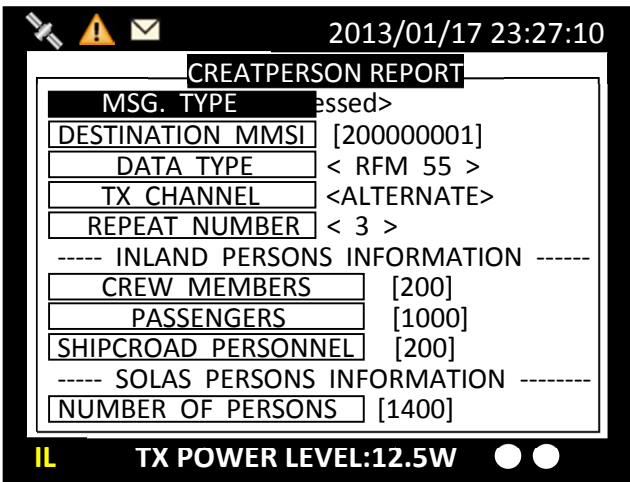 2013/01/17 23:27:10
CREATPERSON REPORT
MSG. TYPE essed>
DESTINATION MMSI [200000001]
DATA TYPE < RFM 55 >
TX CHANNEL <ALTERNATE>
REPEAT NUMBER < 3 >
----- INLAND PERSONS INFORMATION ------
CREW MEMBERS [200]
PASSENGERS [1000]
SHIPCROAD PERSONNEL [200]
----- SOLAS PERSONS INFORMATION --------
NUMBER OF PERSONS [1400]
IL TX POWER LEVEL:12.5W